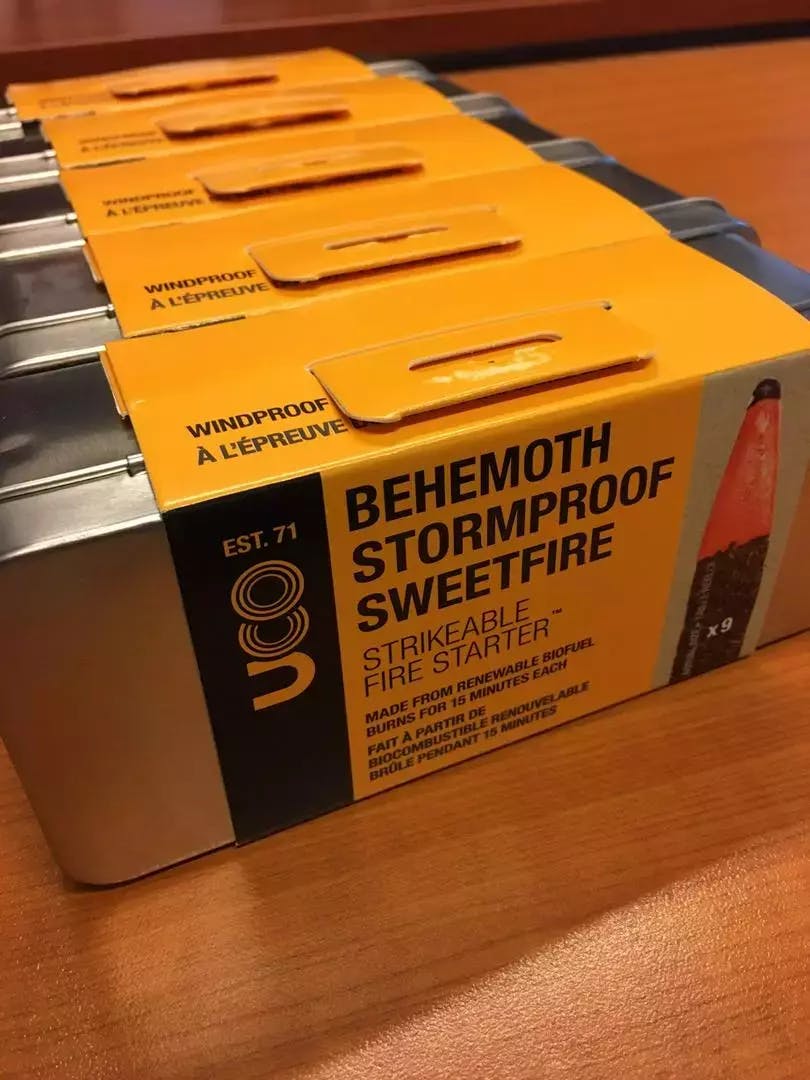 WINDPROOF
À L'ÉPREUVE
WINDPROOF
À L'ÉPREUVE
WINDPROOF
À L'ÉPREUVE
EST. 71
UCO
BEHEMOTH
STORMPROOF
SWEETFIRE
STRIKEABLE
FIRE STARTER™
MADE FROM RENEWABLE BIOFUEL
BURNS FOR 15 MINUTES EACH
FAIT À PARTIR DE
BIOCOMBUSTIBLE RENOUVELABLE
BRÛLE PENDANT 15 MINUTES
x9